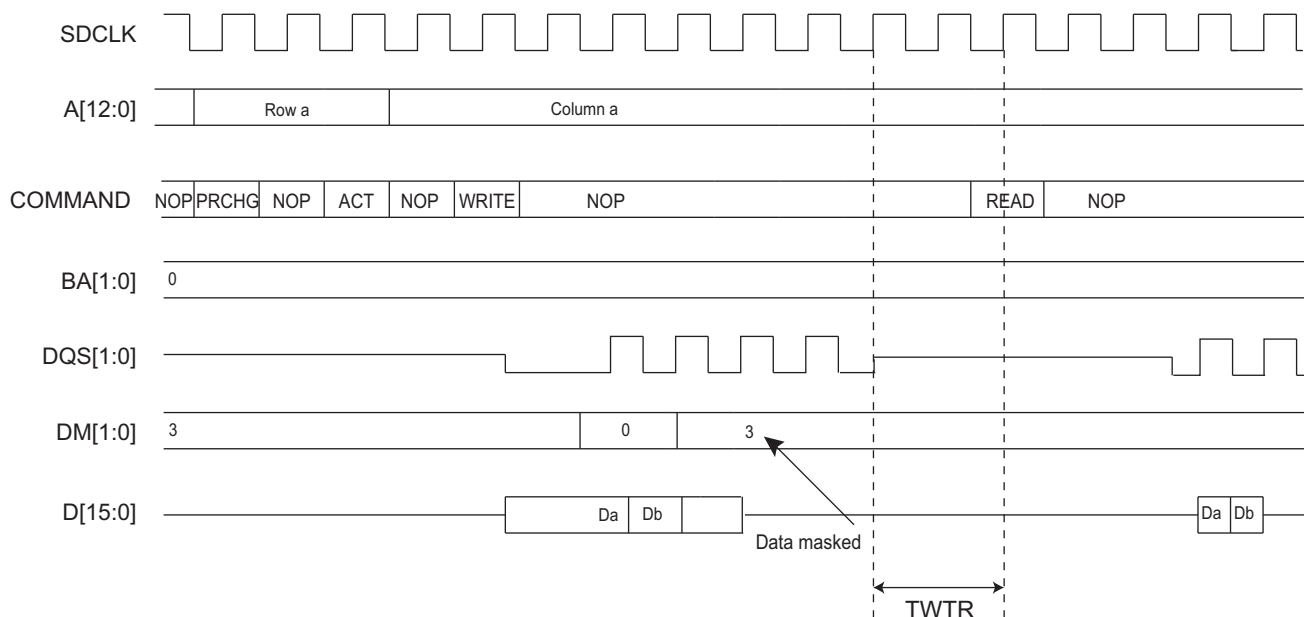 SDCLK
A[12:0] Row a Column a
COMMAND NOP PRCHG NOP ACT NOP WRITE NOP READ NOP
BA[1:0] 0
DQS[1:0]
DM[1:0] 3 0 3
D[15:0] Da Db Da Db
Data masked
TWTR